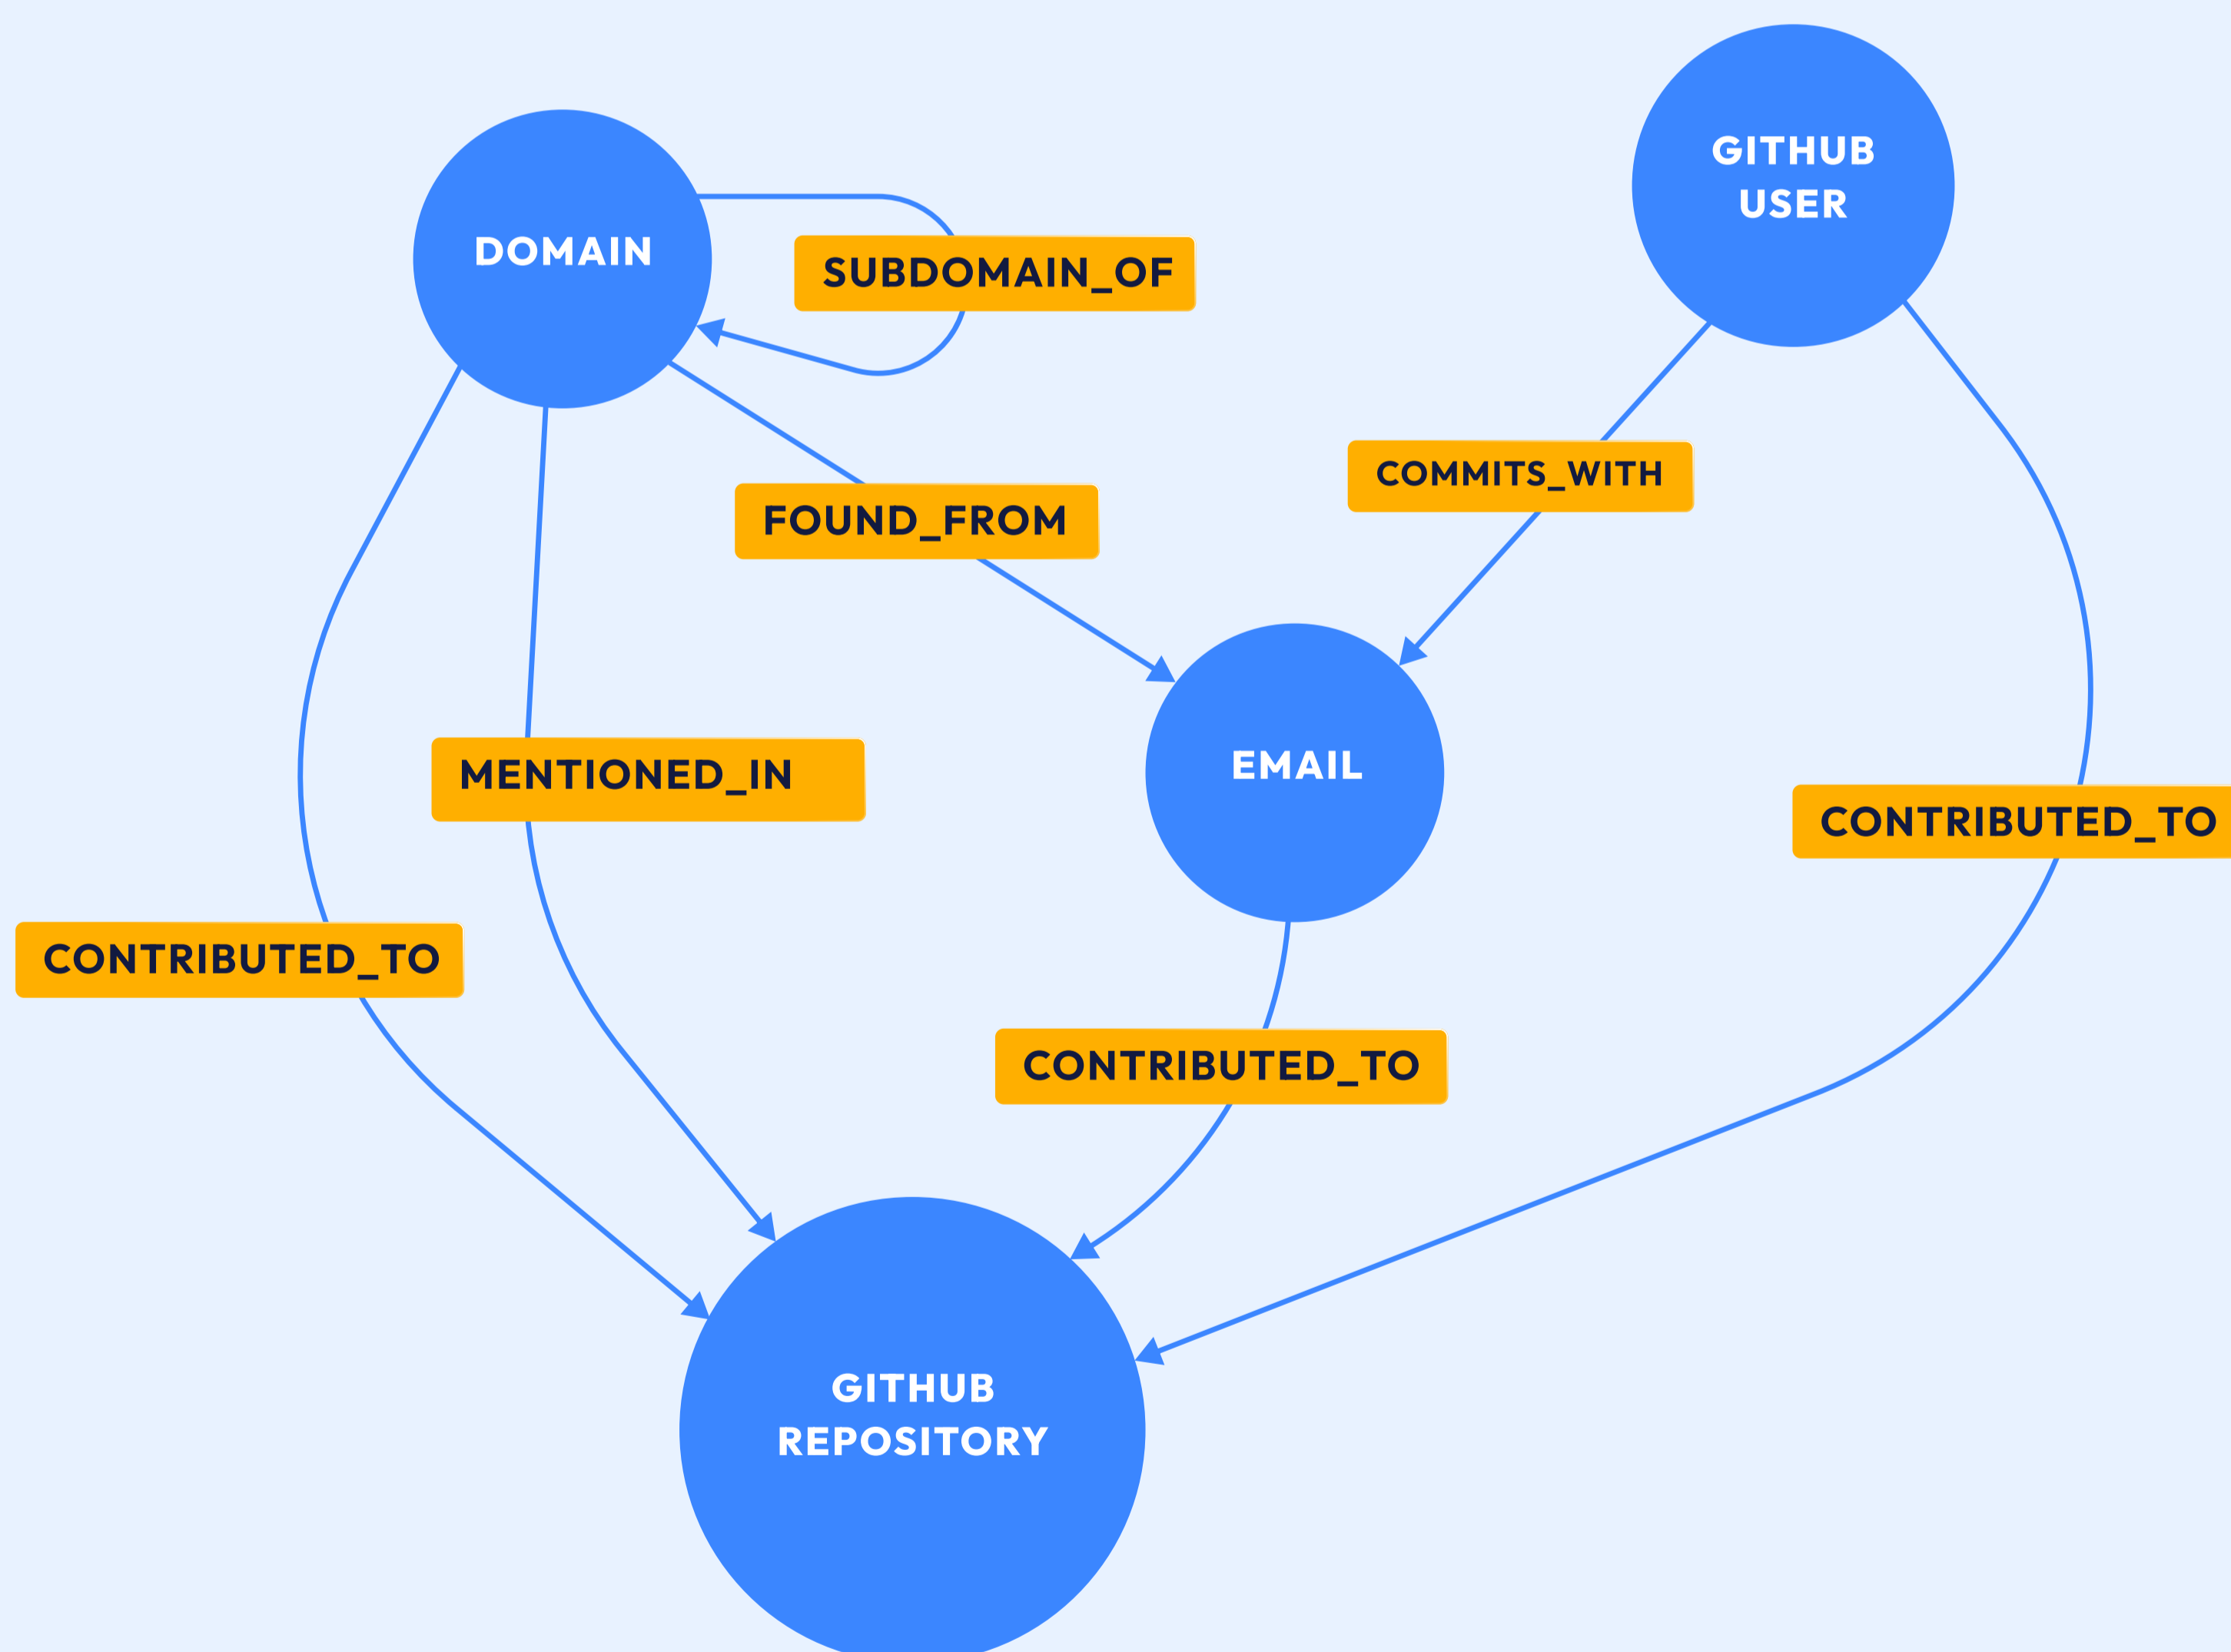 GITHUB
USER
DOMAIN
SUBDOMAIN_OF
COMMITS_WITH
FOUND_FROM
EMAIL
MENTIONED_IN
CONTRIBUTED_TO
CONTRIBUTED_TO
CONTRIBUTED_TO
GITHUB
REPOSITORY